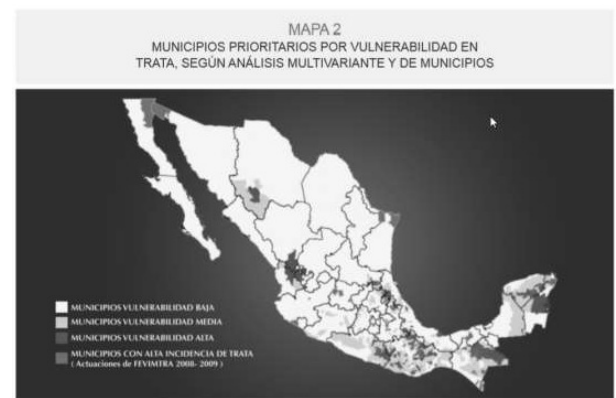 MAPA 2
MUNICIPIOS PRIORITARIOS POR VULNERABILIDAD EN
TRATA, SEGÚN ANÁLISIS MULTIVARIANTE Y DE MUNICIPIOS
MUNICIPIOS VULNERABILIDAD BAJA
MUNICIPIOS VULNERABILIDAD MEDIA
MUNICIPIOS VULNERABILIDAD ALTA
MUNICIPIOS CON ALTA INCIDENCIA DE TRATA
( Actuaciones de FEVIMTRA 2008- 2009 )